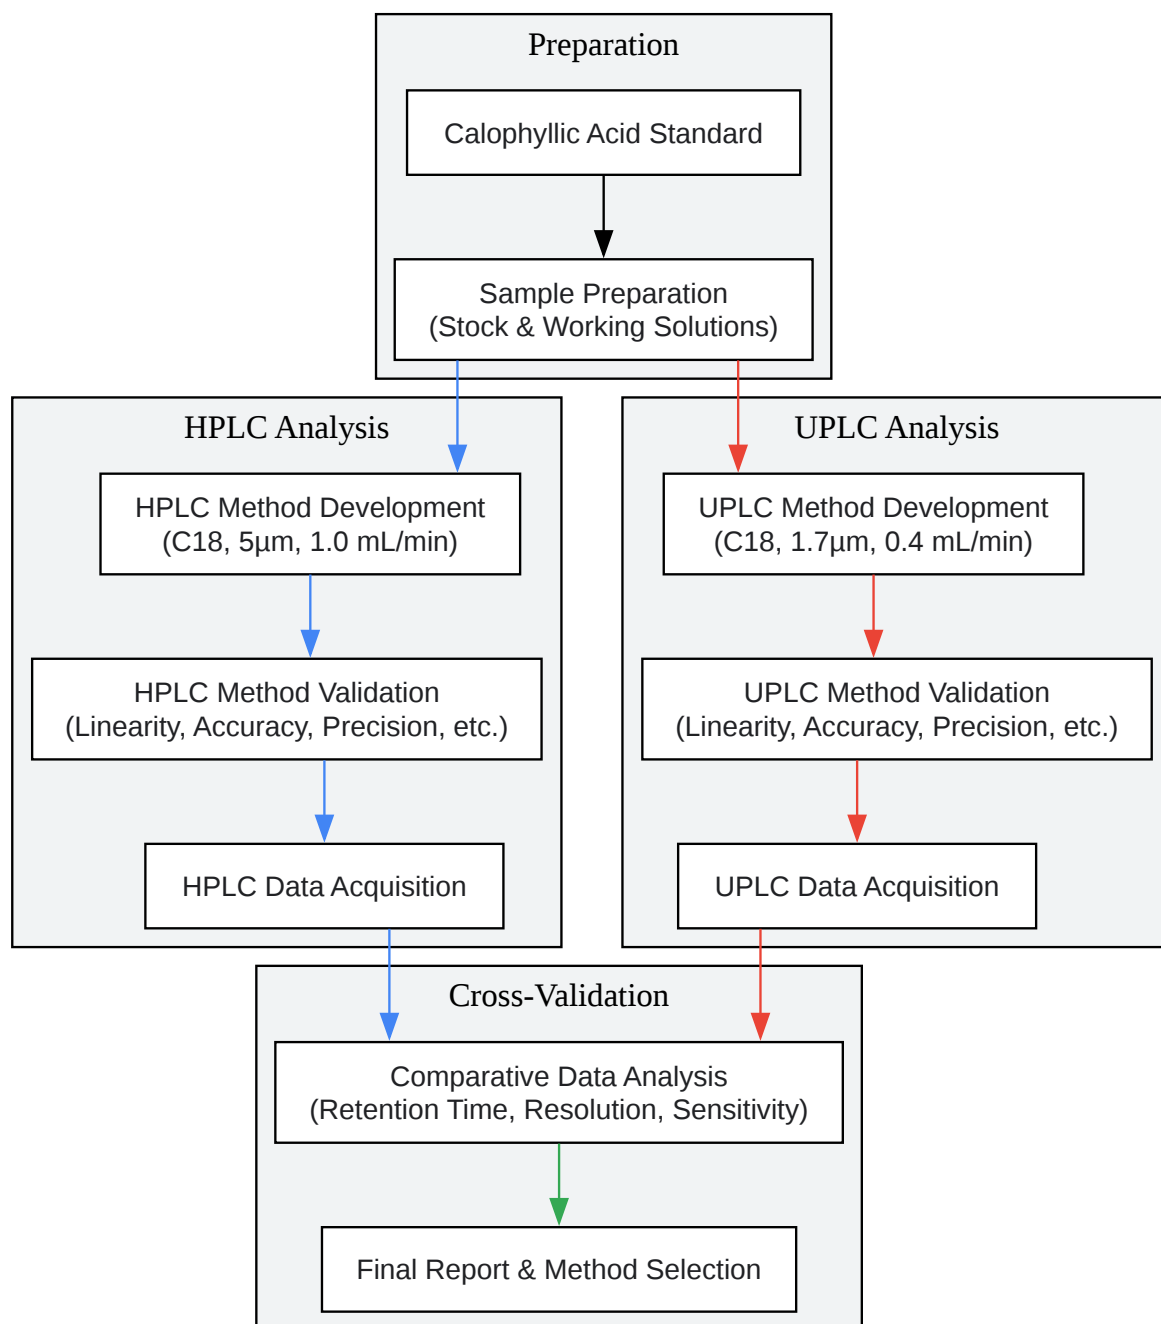 Preparation
Calophyllic Acid Standard
Sample Preparation
(Stock & Working Solutions)
HPLC Analysis
HPLC Method Development
(C18, 5µm, 1.0 mL/min)
HPLC Method Validation
(Linearity, Accuracy, Precision, etc.)
HPLC Data Acquisition
UPLC Analysis
UPLC Method Development
(C18, 1.7µm, 0.4 mL/min)
UPLC Method Validation
(Linearity, Accuracy, Precision, etc.)
UPLC Data Acquisition
Cross-Validation
Comparative Data Analysis
(Retention Time, Resolution, Sensitivity)
Final Report & Method Selection